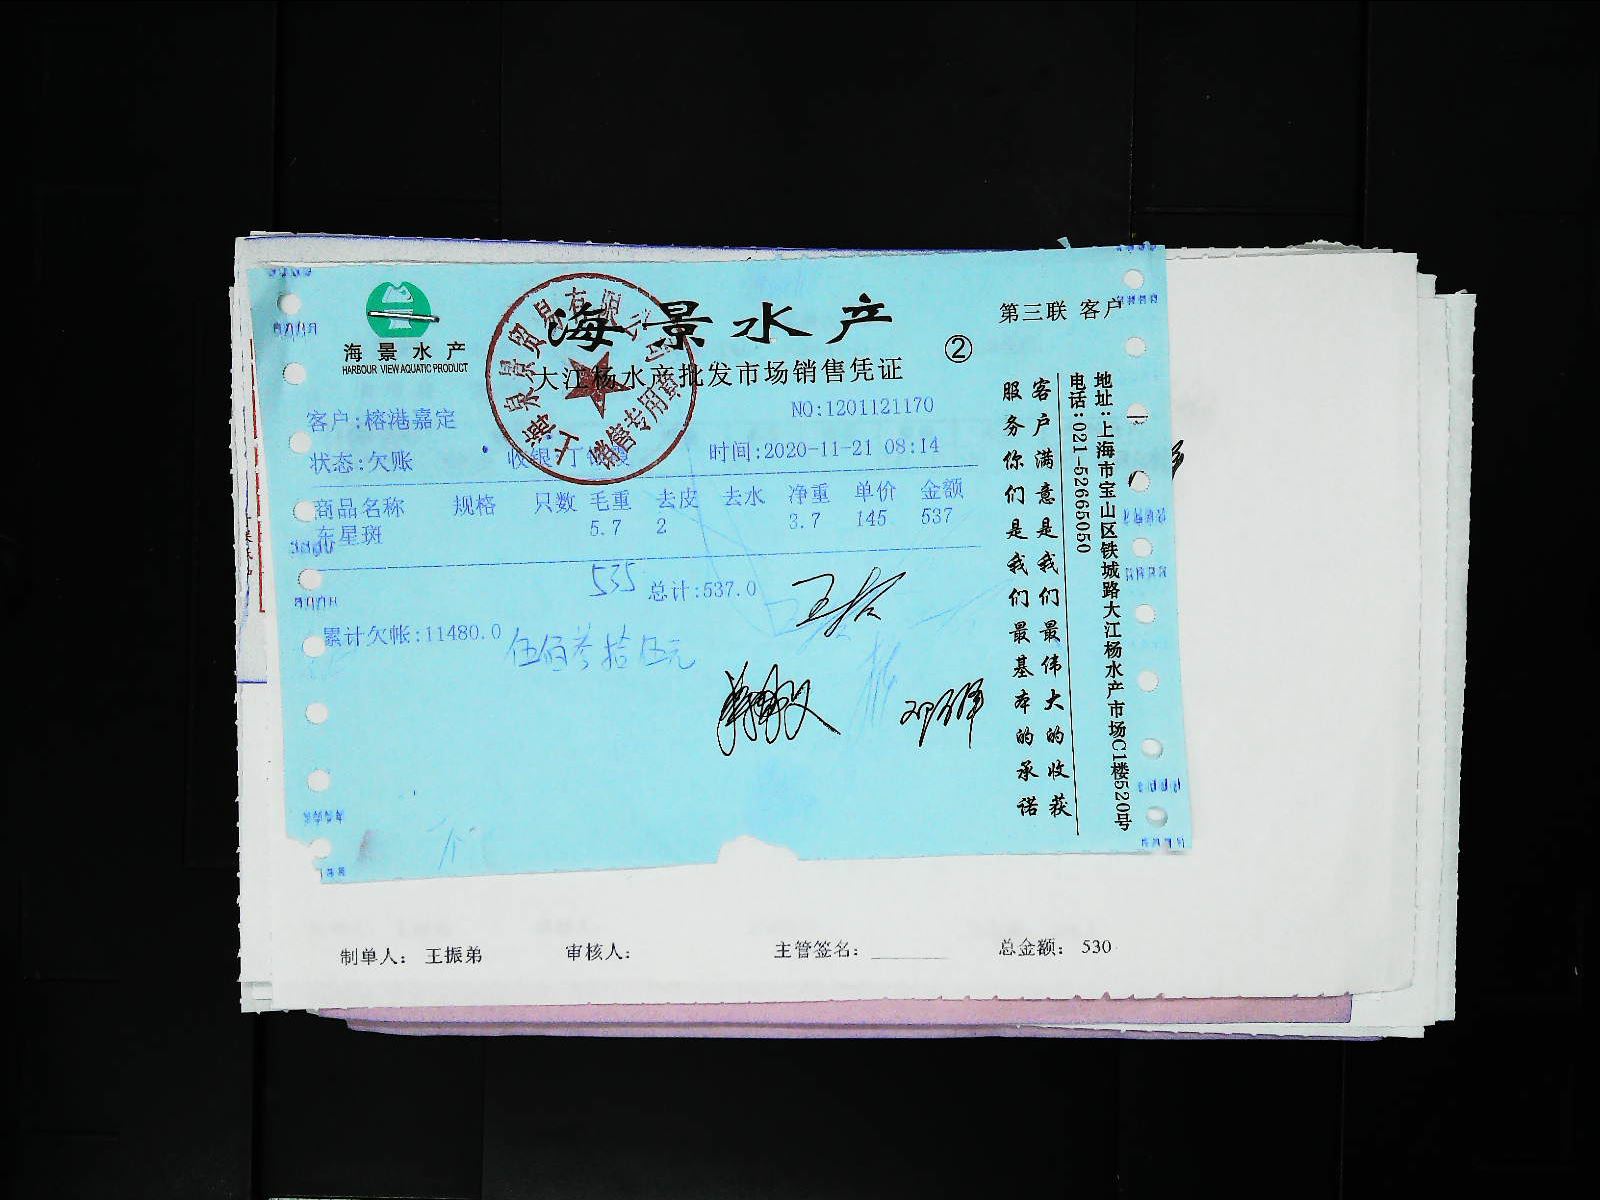 海景水产
HARBOUR VIEW AQUATIC PRODUCT
海景水产
大江杨水产批发市场销售凭证
②
第三联 客户
销售专用章
NO:1201121170
客户:榕港嘉定
状态:欠账
收银:丁
时间:2020-11-21 08:14
商品名称 规格 只数 毛重 去皮 去水 净重 单价 金额
东星斑 5.7 2 3.7 145 537
535 总计:537.0
累计欠帐:11480.0
伍佰叁拾伍元
客户满意是我们最伟大的收获
服务你们是我们最基本的承诺
地址:上海市宝山区铁城路大江杨水产市场C1楼520号
电话:021-52665050
制单人: 王振弟 审核人: 主管签名: 总金额: 530